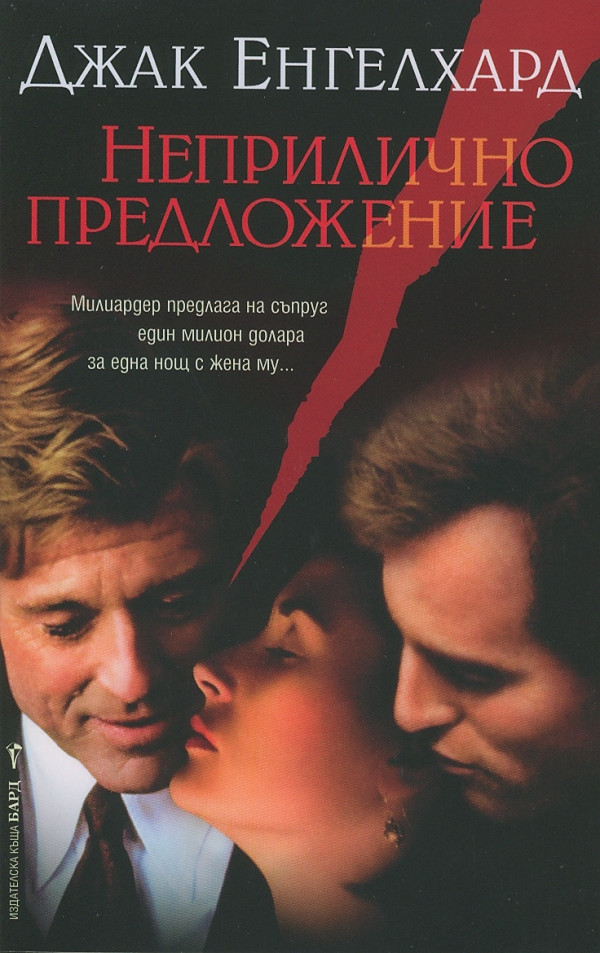 Джак Енгелхард
Неприлично
предложение
Милиардер предлага на съпруг
един милион долара
за една нощ с жена му...
ИЗДАТЕЛСКА КЪЩА БАРД